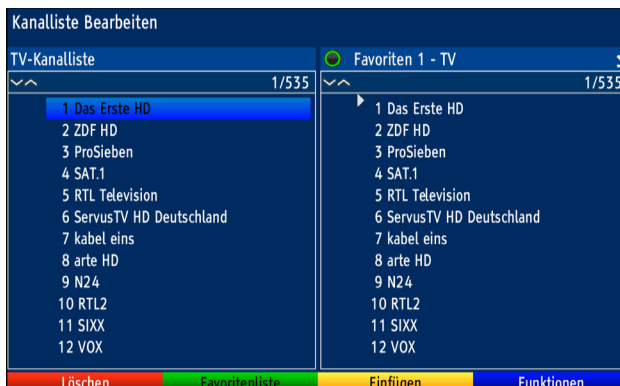 Kanalliste Bearbeiten
TV-Kanalliste
1/535
1 Das Erste HD
2 ZDF HD
3 ProSieben
4 SAT.1
5 RTL Television
6 ServusTV HD Deutschland
7 kabel eins
8 arte HD
9 N24
10 RTL2
11 SIXX
12 VOX
Favoriten 1 - TV
1/535
1 Das Erste HD
2 ZDF HD
3 ProSieben
4 SAT.1
5 RTL Television
6 ServusTV HD Deutschland
7 kabel eins
8 arte HD
9 N24
10 RTL2
11 SIXX
12 VOX
Löschen Favoritenliste Einfügen Funktionen